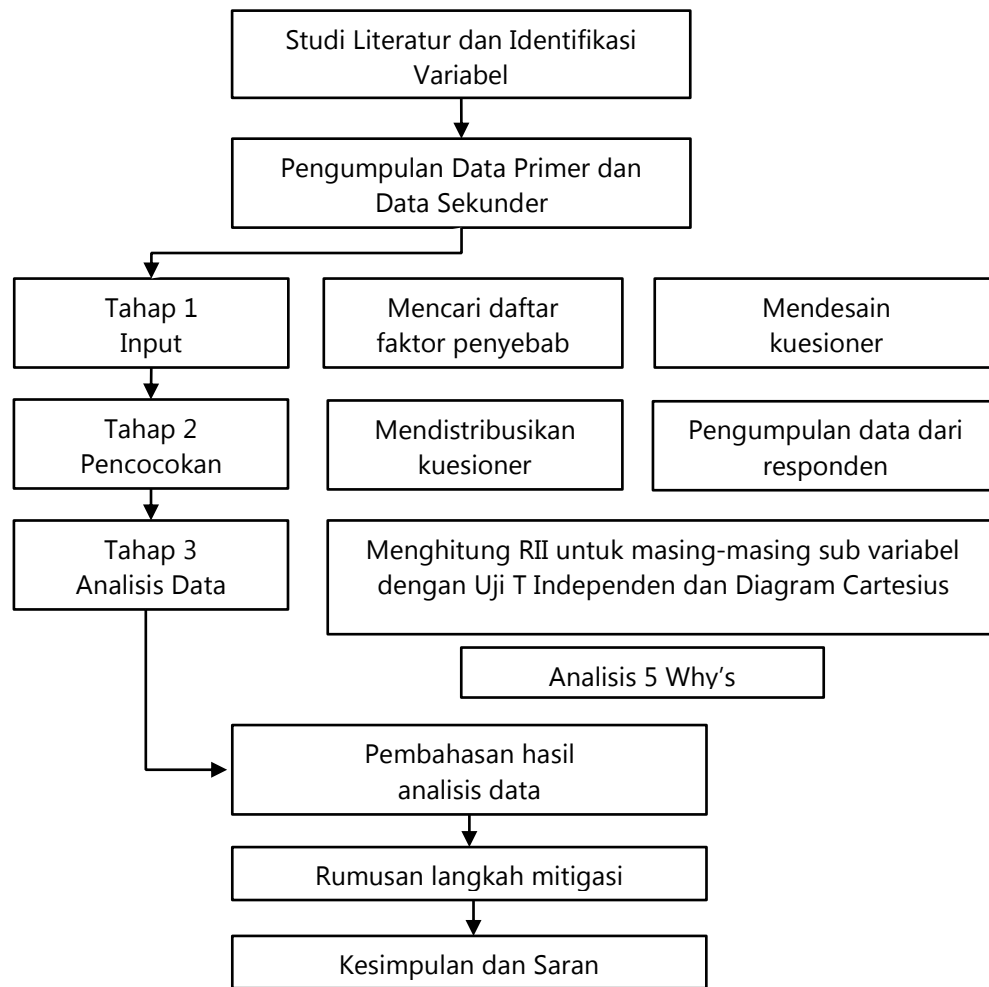 Studi Literatur dan Identifikasi
Variabel
Pengumpulan Data Primer dan
Data Sekunder
Tahap 1
Input
Mencari daftar
faktor penyebab
Mendesain
kuesioner
Tahap 2
Pencocokan
Mendistribusikan
kuesioner
Pengumpulan data dari
responden
Tahap 3
Analisis Data
Menghitung RII untuk masing-masing sub variabel
dengan Uji T Independen dan Diagram Cartesius
Analisis 5 Why’s
Pembahasan hasil
analisis data
Rumusan langkah mitigasi
Kesimpulan dan Saran